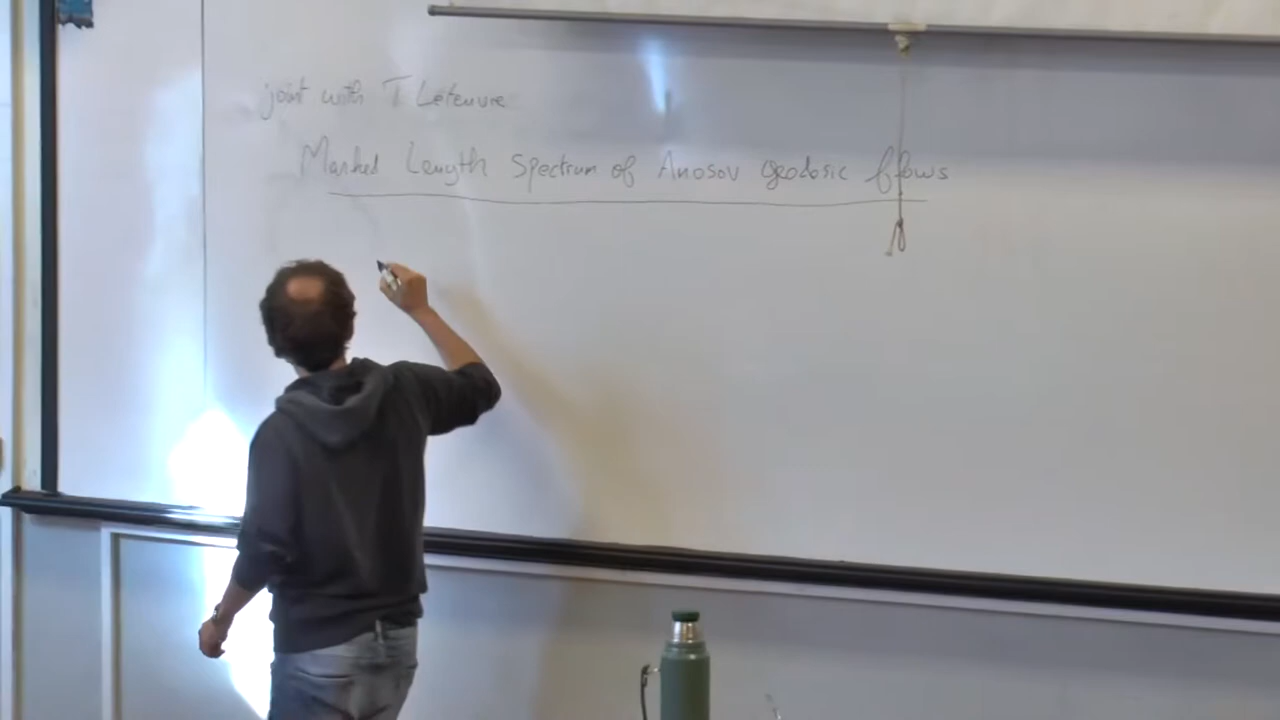 joint with T Lefeuvre
Marked Length Spectrum of Anosov geodesic flows